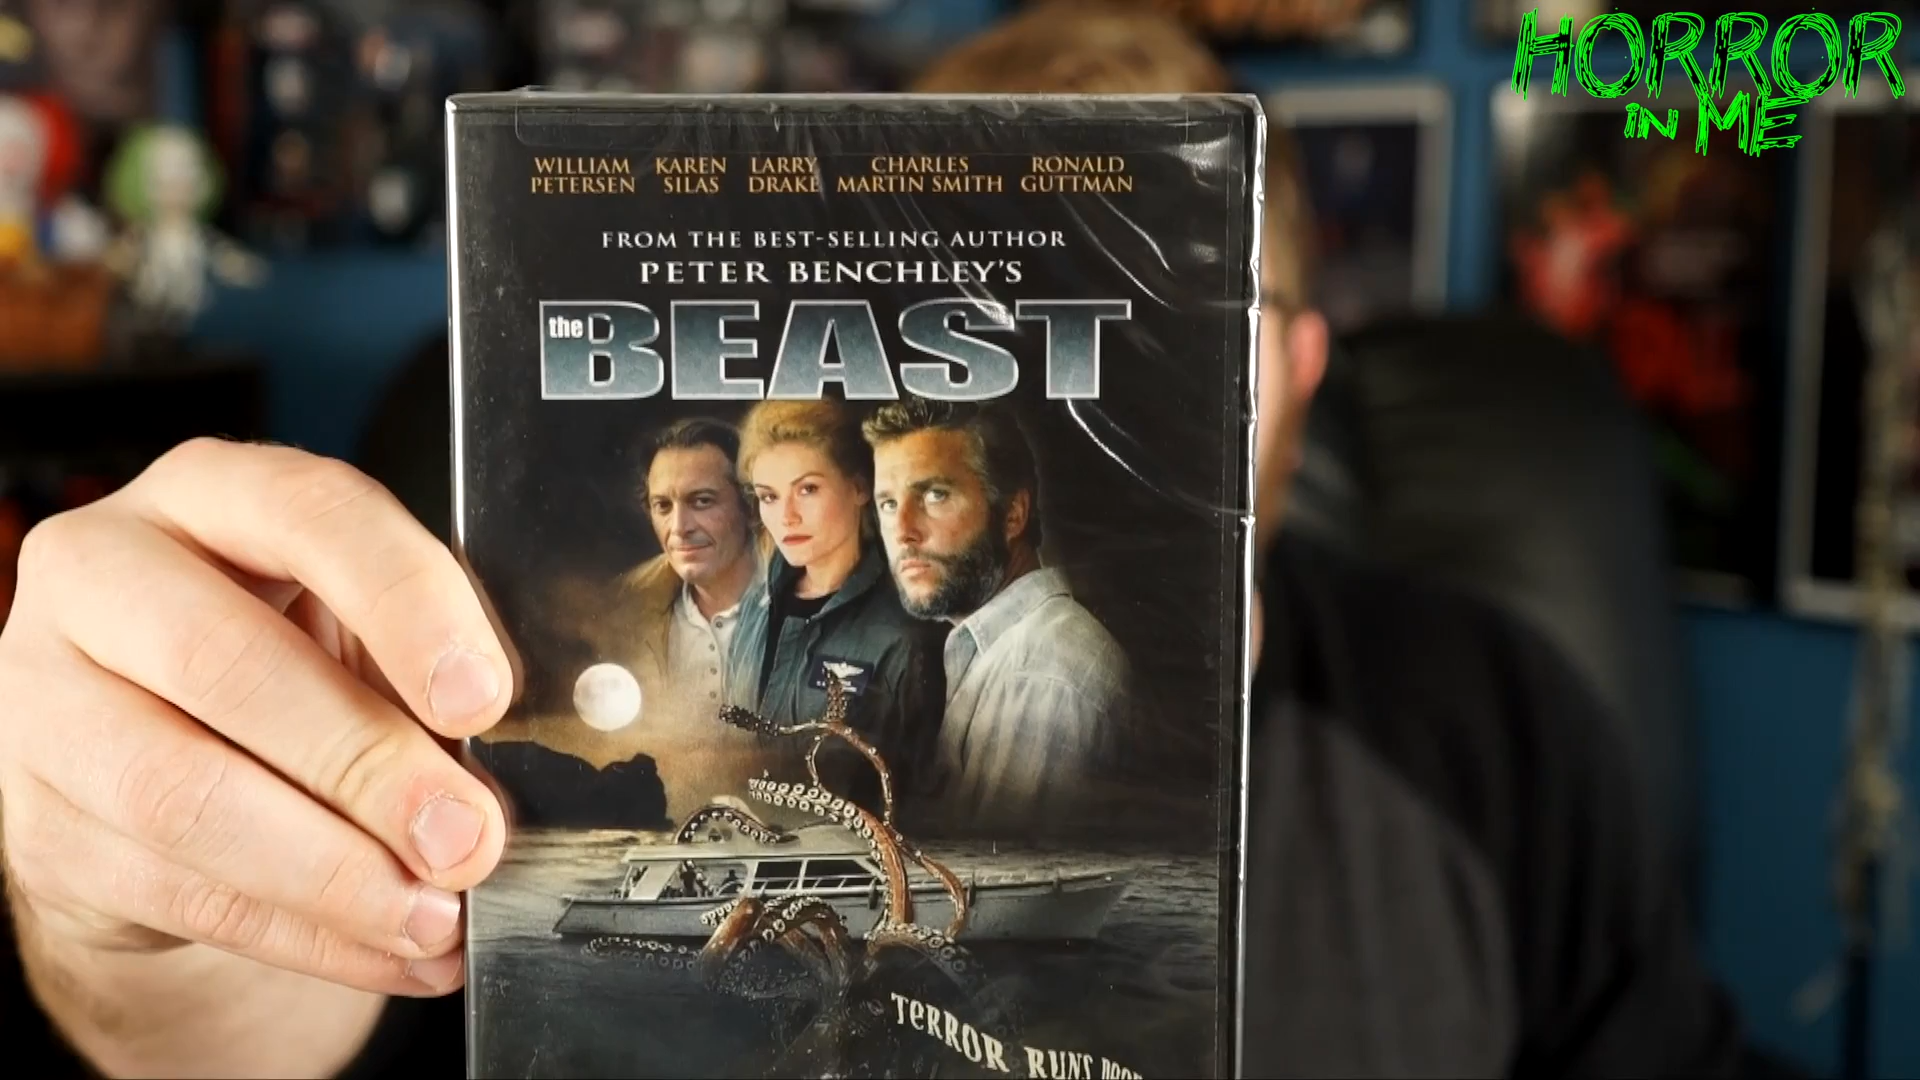 HORROR
in ME
WILLIAM PETERSEN
KAREN SILAS
LARRY DRAKE
CHARLES MARTIN SMITH
RONALD GUTTMAN
FROM THE BEST-SELLING AUTHOR
PETER BENCHLEY'S
the BEAST
TERROR RUNS